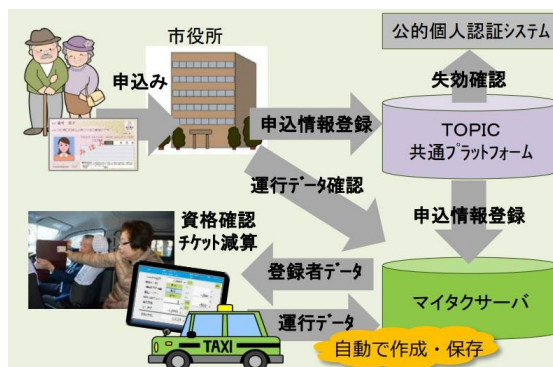 市役所
公的個人認証システム
申込み
失効確認
申込情報登録
TOPIC
共通プラットフォーム
運行ﾃﾞｰﾀ確認
申込情報登録
資格確認
チケット減算
登録者データ
マイタクサーバ
運行データ
TAXI
自動で作成・保存